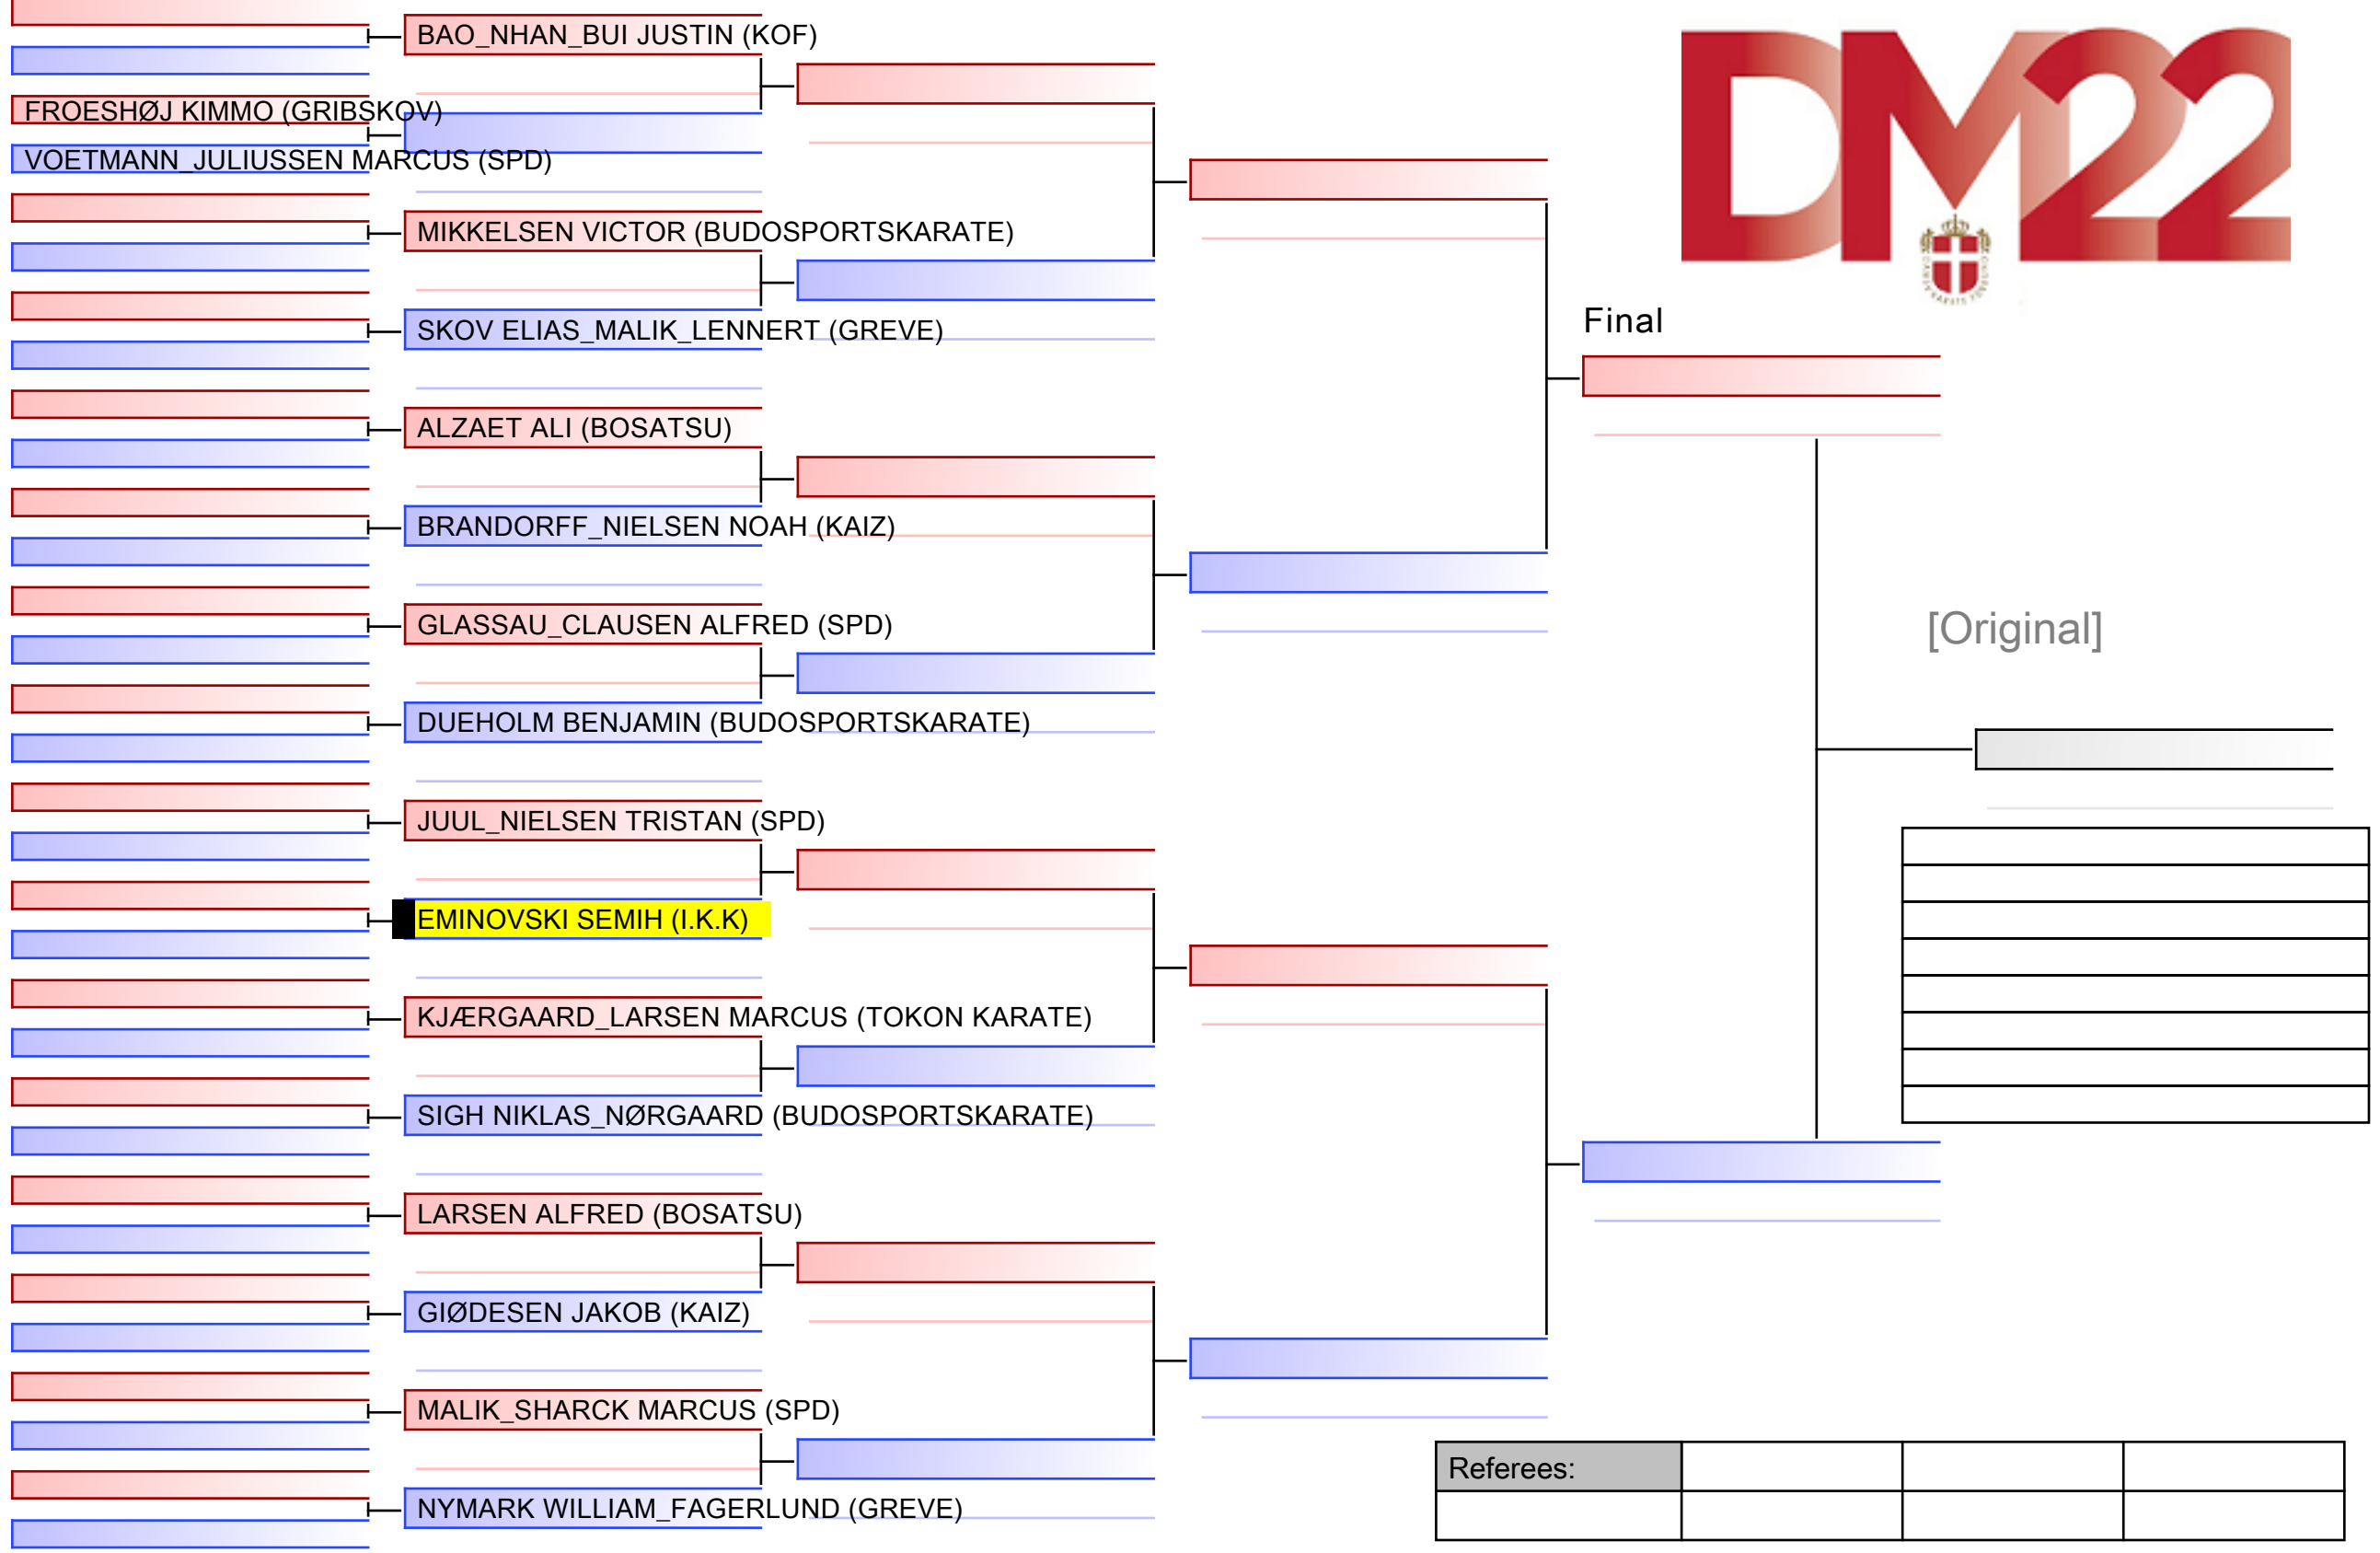 DM22
BAO_NHAN_BUI JUSTIN (KOF)
FROESHØJ KIMMO (GRIBSKOV)
VOETMANN_JULIUSSEN MARCUS (SPD)
MIKKELSEN VICTOR (BUDOSPORTSKARATE)
SKOV ELIAS_MALIK_LENNERT (GREVE)
Final
ALZAET ALI (BOSATSU)
BRANDORFF_NIELSEN NOAH (KAIZ)
GLASSAU_CLAUSEN ALFRED (SPD)
[Original]
DUEHOLM BENJAMIN (BUDOSPORTSKARATE)
JUUL_NIELSEN TRISTAN (SPD)
EMINOVSKI SEMIH (I.K.K)
KJÆRGAARD_LARSEN MARCUS (TOKON KARATE)
SIGH NIKLAS_NØRGAARD (BUDOSPORTSKARATE)
LARSEN ALFRED (BOSATSU)
GIØDESEN JAKOB (KAIZ)
MALIK_SHARCK MARCUS (SPD)
Referees:
NYMARK WILLIAM_FAGERLUND (GREVE)